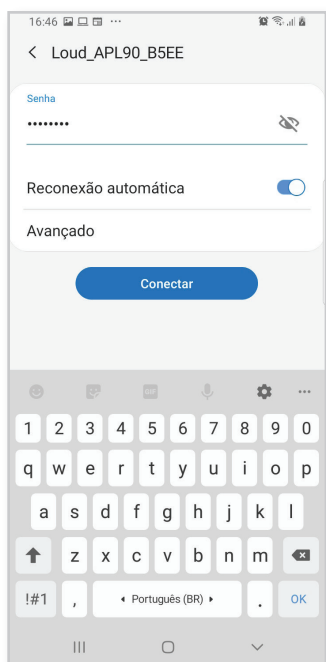 16:46
Loud_APL90_B5EE
Senha
••••••••
Reconexão automática
Avançado
Conectar
GIF
1 2 3 4 5 6 7 8 9 0
q w e r t y u i o p
a s d f g h j k l
z x c v b n m
!#1 , Português (BR) . OK